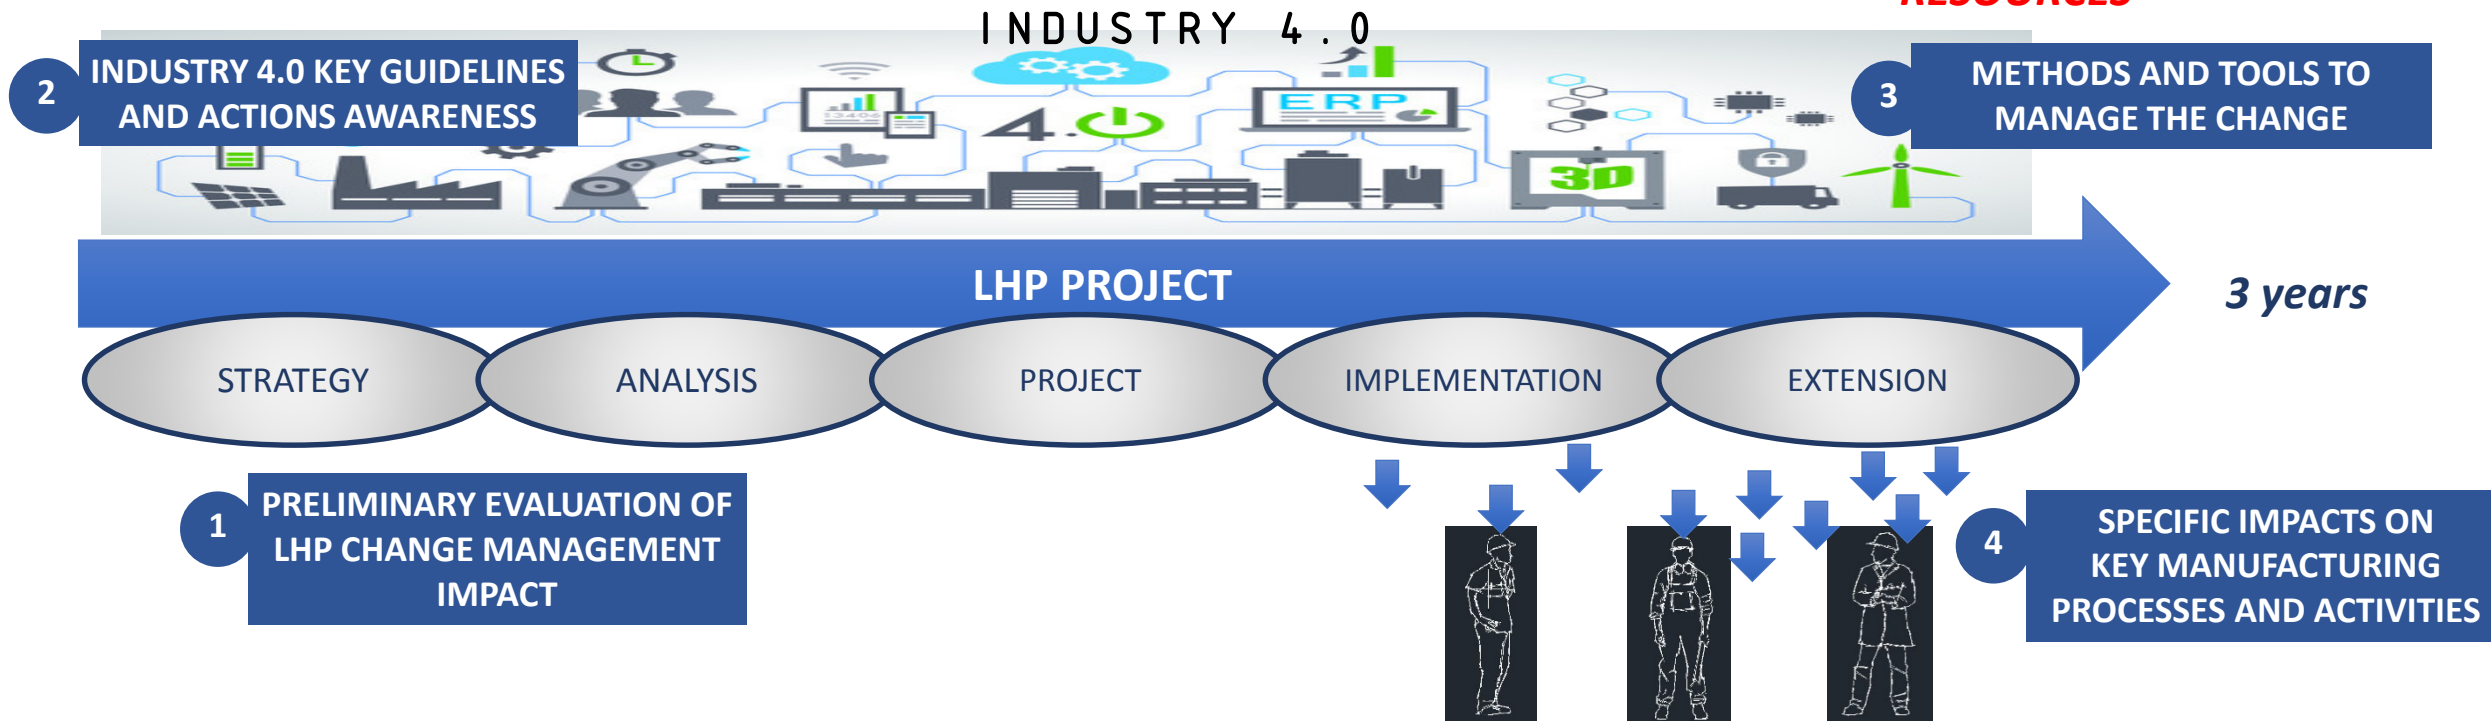 RESOURCES
INDUSTRY 4.0
2
INDUSTRY 4.0 KEY GUIDELINES
AND ACTIONS AWARENESS
3
METHODS AND TOOLS TO
MANAGE THE CHANGE
13406
4.
ERP
3D
LHP PROJECT
3 years
STRATEGY
ANALYSIS
PROJECT
IMPLEMENTATION
EXTENSION
1
PRELIMINARY EVALUATION OF
LHP CHANGE MANAGEMENT
IMPACT
4
SPECIFIC IMPACTS ON
KEY MANUFACTURING
PROCESSES AND ACTIVITIES